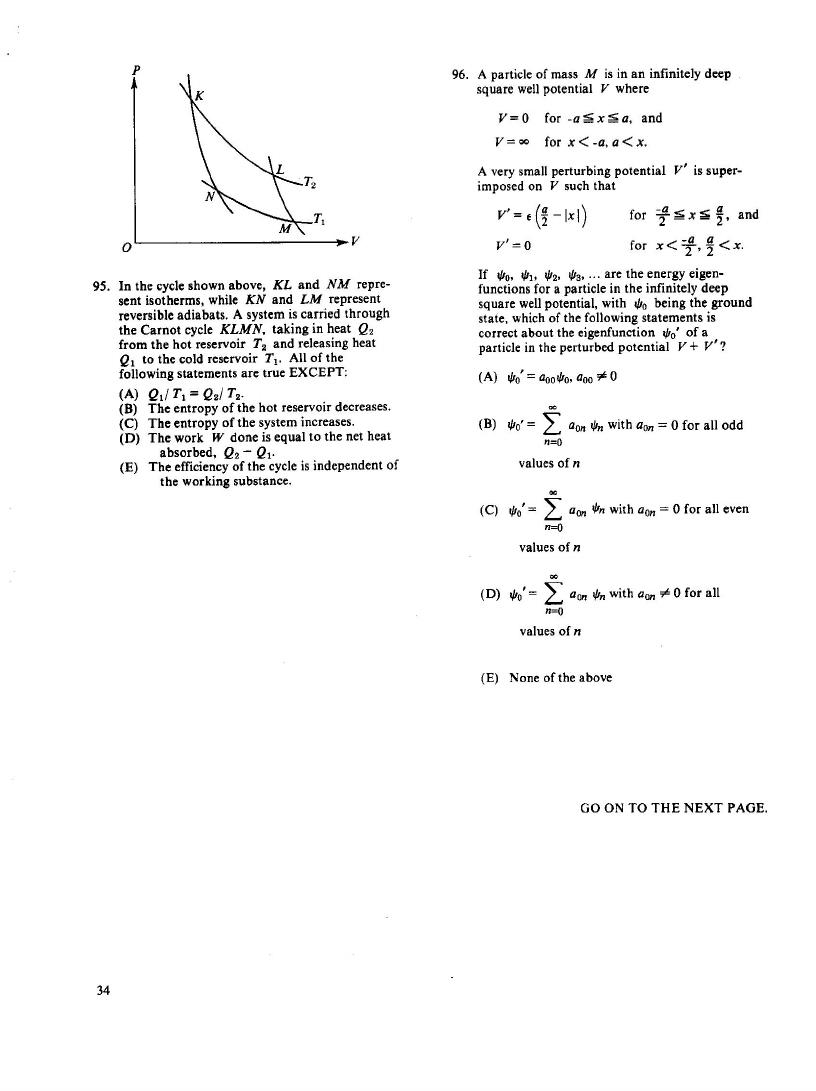 P
K
L
T₂
N
T₁
M
O
V
95. In the cycle shown above, KL and NM repre-
sent isotherms, while KN and LM represent
reversible adiabats. A system is carried through
the Carnot cycle KLMN, taking in heat Q₂
from the hot reservoir T₂ and releasing heat
Q₁ to the cold reservoir T₁. All of the
following statements are true EXCEPT:
(A) Q₁/T₁ = Q₂/T₂.
(B) The entropy of the hot reservoir decreases.
(C) The entropy of the system increases.
(D) The work W done is equal to the net heat
absorbed, Q₂ − Q₁.
(E) The efficiency of the cycle is independent of
the working substance.
96. A particle of mass M is in an infinitely deep
square well potential V where
V = 0 for -a ≦ x ≦ a, and
V = ∞ for x < -a, a < x.
A very small perturbing potential V′ is super-
imposed on V such that
V′ = ε (a/2 − |x|) for -a/2 ≦ x ≦ a/2, and
V′ = 0 for x < -a/2, a/2 < x.
If ψ₀, ψ₁, ψ₂, ψ₃, ... are the energy eigen-
functions for a particle in the infinitely deep
square well potential, with ψ₀ being the ground
state, which of the following statements is
correct about the eigenfunction ψ₀′ of a
particle in the perturbed potential V + V′?
(A) ψ₀′ = a₀₀ψ₀, a₀₀ ≠ 0
(B) ψ₀′ = ∑_{n=0}^{∞} a₀ₙ ψₙ with a₀ₙ = 0 for all odd
values of n
(C) ψ₀′ = ∑_{n=0}^{∞} a₀ₙ ψₙ with a₀ₙ = 0 for all even
values of n
(D) ψ₀′ = ∑_{n=0}^{∞} a₀ₙ ψₙ with a₀ₙ ≠ 0 for all
values of n
(E) None of the above
GO ON TO THE NEXT PAGE.
34